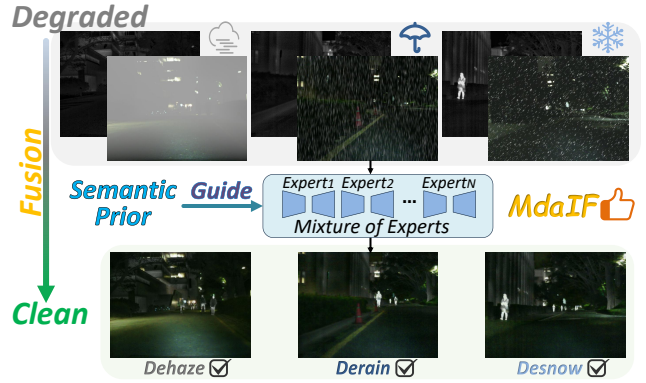 Degraded
Fusion
Semantic
Prior
Guide
Expert1 Expert2 ... ExpertN
Mixture of Experts
MdaIF
Clean
Dehaze
Derain
Desnow